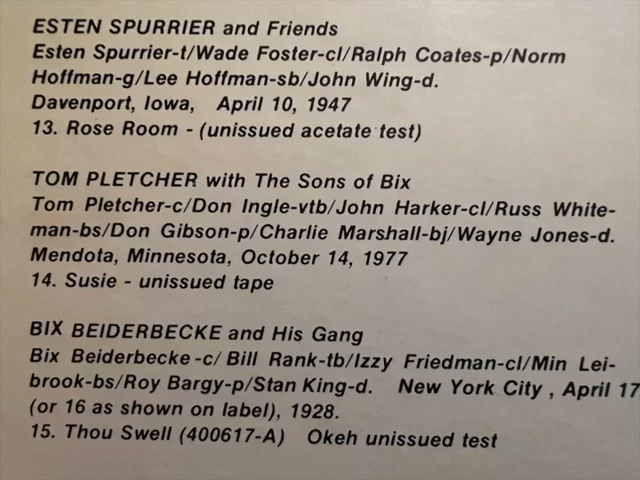 ESTEN SPURRIER and Friends
Esten Spurrier-t/Wade Foster-cl/Ralph Coates-p/Norm
Hoffman-g/Lee Hoffman-sb/John Wing-d.
Davenport, Iowa, April 10, 1947
13. Rose Room - (unissued acetate test)
TOM PLETCHER with The Sons of Bix
Tom Pletcher-c/Don Ingle-vtb/John Harker-cl/Russ White-
man-bs/Don Gibson-p/Charlie Marshall-bj/Wayne Jones-d.
Mendota, Minnesota, October 14, 1977
14. Susie - unissued tape
BIX BEIDERBECKE and His Gang
Bix Beiderbecke-c/ Bill Rank-tb/Izzy Friedman-cl/Min Lei-
brook-bs/Roy Bargy-p/Stan King-d. New York City , April 17
(or 16 as shown on label), 1928.
15. Thou Swell (400617-A) Okeh unissued test